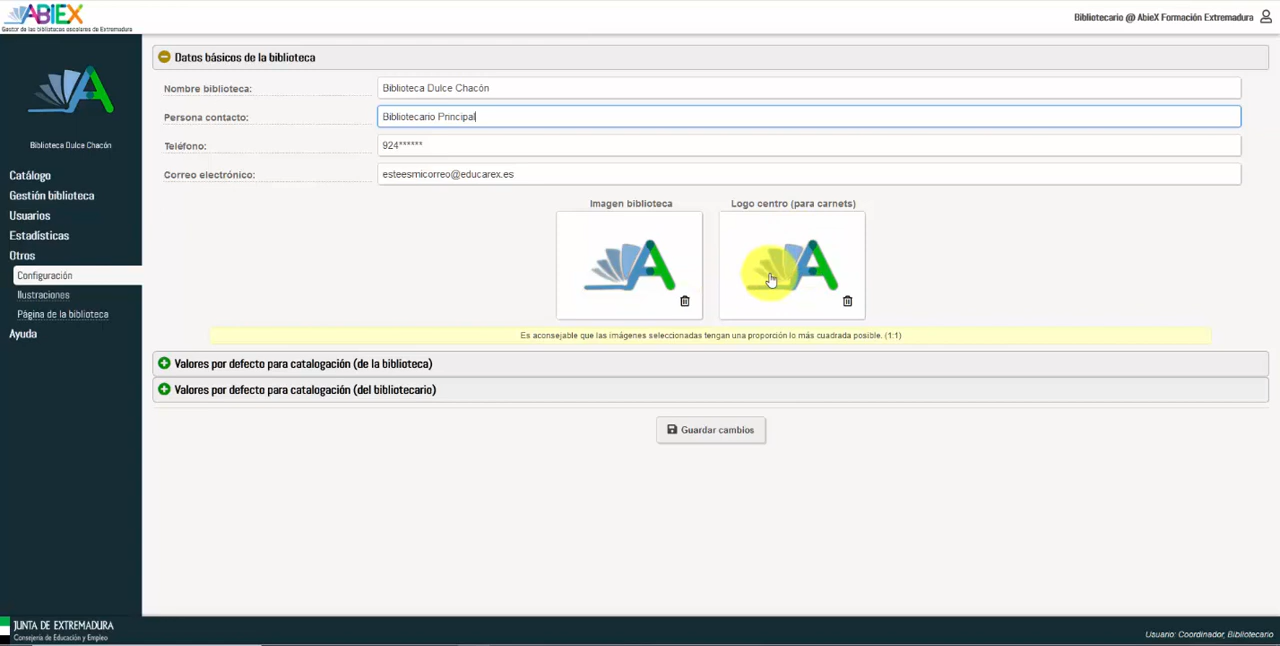 ABIEX
Gestor de las bibliotecas escolares de Extremadura
Bibliotecario @ AbieX Formación Extremadura
Biblioteca Dulce Chacón
Catálogo
Gestión biblioteca
Usuarios
Estadísticas
Otros
Configuración
Ilustraciones
Página de la biblioteca
Ayuda
Datos básicos de la biblioteca
Nombre biblioteca: Biblioteca Dulce Chacón
Persona contacto: Bibliotecario Principal
Teléfono: 924******
Correo electrónico: esteesmicorreo@educarex.es
Imagen biblioteca Logo centro (para carnets)
Es aconsejable que las imágenes seleccionadas tengan una proporción lo más cuadrada posible. (1:1)
Valores por defecto para catalogación (de la biblioteca)
Valores por defecto para catalogación (del bibliotecario)
Guardar cambios
JUNTA DE EXTREMADURA
Consejería de Educación y Empleo
Usuario: Coordinador, Bibliotecario